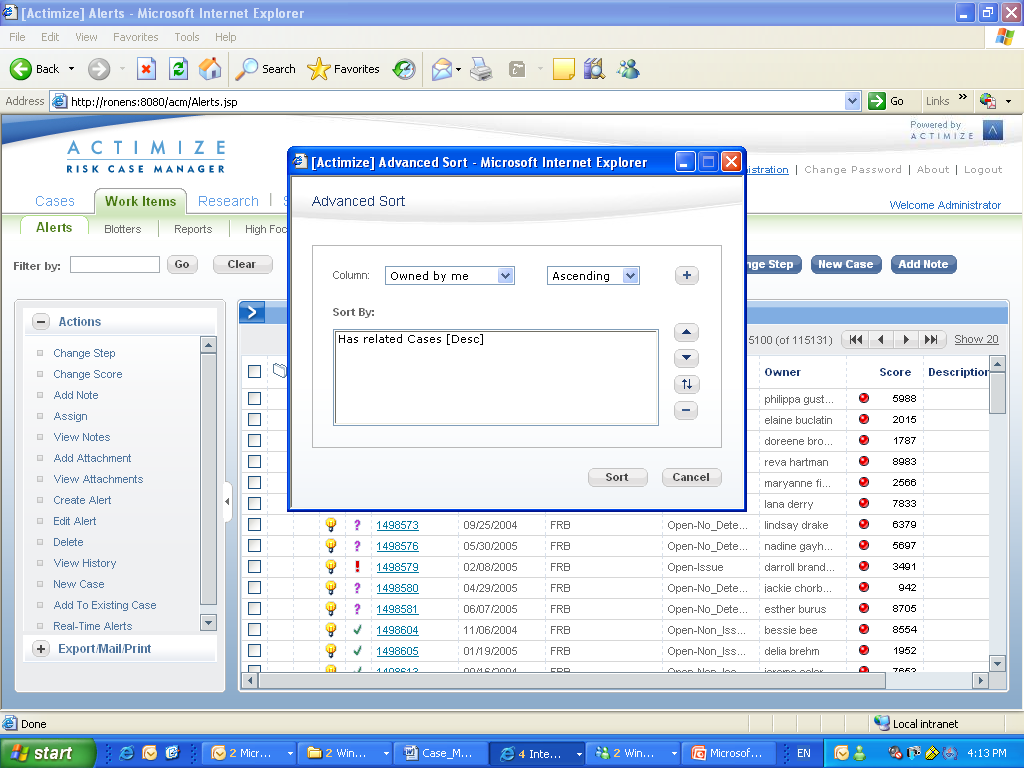 [Actimize] Alerts - Microsoft Internet Explorer
File Edit View Favorites Tools Help
Back Search Favorites
Address http://ronens:8080/acm/Alerts.jsp Go Links »
Powered by
ACTIMIZE
ACTIMIZE
RISK CASE MANAGER
Change Password | About | Logout
Welcome Administrator
Cases Work Items Research
Alerts Blotters Reports
Filter by: Go Clear
New Case Add Note
[Actimize] Advanced Sort - Microsoft Internet Explorer
Advanced Sort
Column: Owned by me Ascending +
Sort By:
Has related Cases [Desc]
Sort Cancel
Actions
Change Step
Change Score
Add Note
Assign
View Notes
Add Attachment
View Attachments
Create Alert
Edit Alert
Delete
View History
New Case
Add To Existing Case
Real-Time Alerts
Export/Mail/Print
5100 (of 115131) Show 20
Owner Score Description
philippa gust... 5988
elaine buclatin 2015
doreene bro... 1787
reva hartman 8983
maryanne fi... 2566
lana derry 7833
? 1498573 09/25/2004 FRB Open-No_Dete... lindsay drake 6379
? 1498576 05/30/2005 FRB Open-No_Dete... nadine gayh... 5697
! 1498579 02/08/2005 FRB Open-Issue darroll brand... 3491
? 1498580 04/29/2005 FRB Open-No_Dete... jackie chorb... 942
? 1498581 06/07/2005 FRB Open-No_Dete... esther burus 8705
1498604 11/06/2004 FRB Open-Non_Iss... bessie bee 8554
1498605 01/19/2005 FRB Open-Non_Iss... delia brehm 1952
Done Local intranet
start 2 Micr... 2 Win... Case_M... 4 Inte... 2 Win... Microsof... EN 4:13 PM